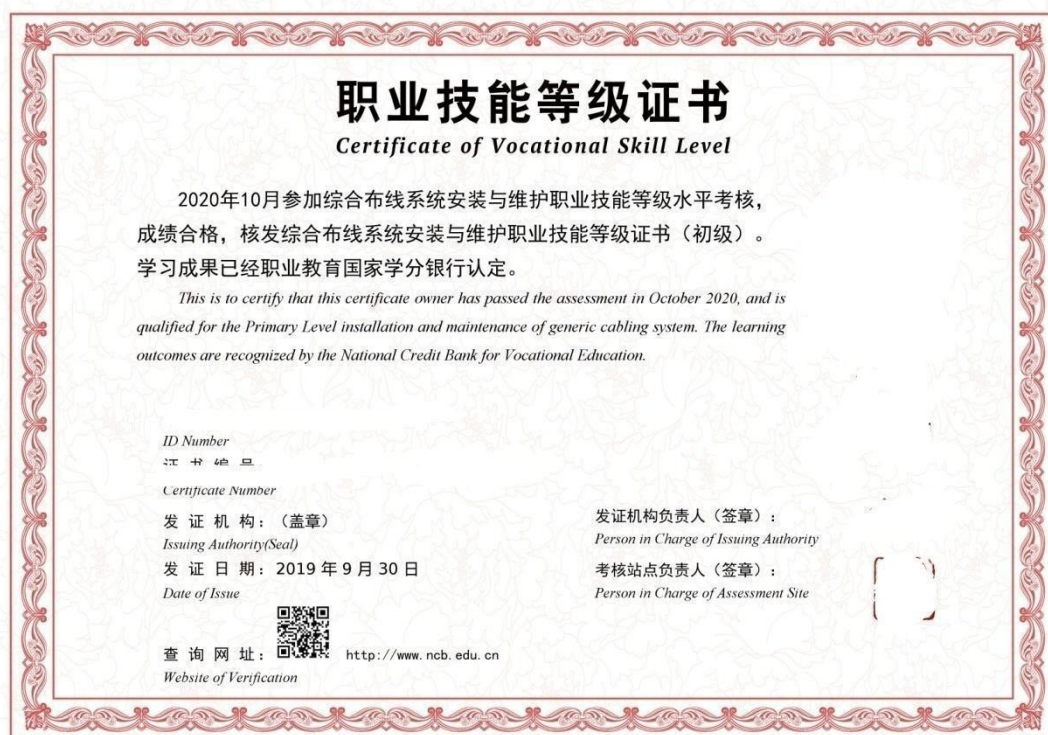 职业技能等级证书
Certificate of Vocational Skill Level
2020年10月参加综合布线系统安装与维护职业技能等级水平考核，
成绩合格，核发综合布线系统安装与维护职业技能等级证书（初级）。
学习成果已经职业教育国家学分银行认定。
This is to certify that this certificate owner has passed the assessment in October 2020, and is
qualified for the Primary Level installation and maintenance of generic cabling system. The learning
outcomes are recognized by the National Credit Bank for Vocational Education.
ID Number
证 书 编 号
Certificate Number
发 证 机 构：（盖章）
Issuing Authority(Seal)
发 证 日 期：2019 年 9 月 30 日
Date of Issue
发证机构负责人（签章）：
Person in Charge of Issuing Authority
考核站点负责人（签章）：
Person in Charge of Assessment Site
查 询 网 址：
http://www.ncb.edu.cn
Website of Verification